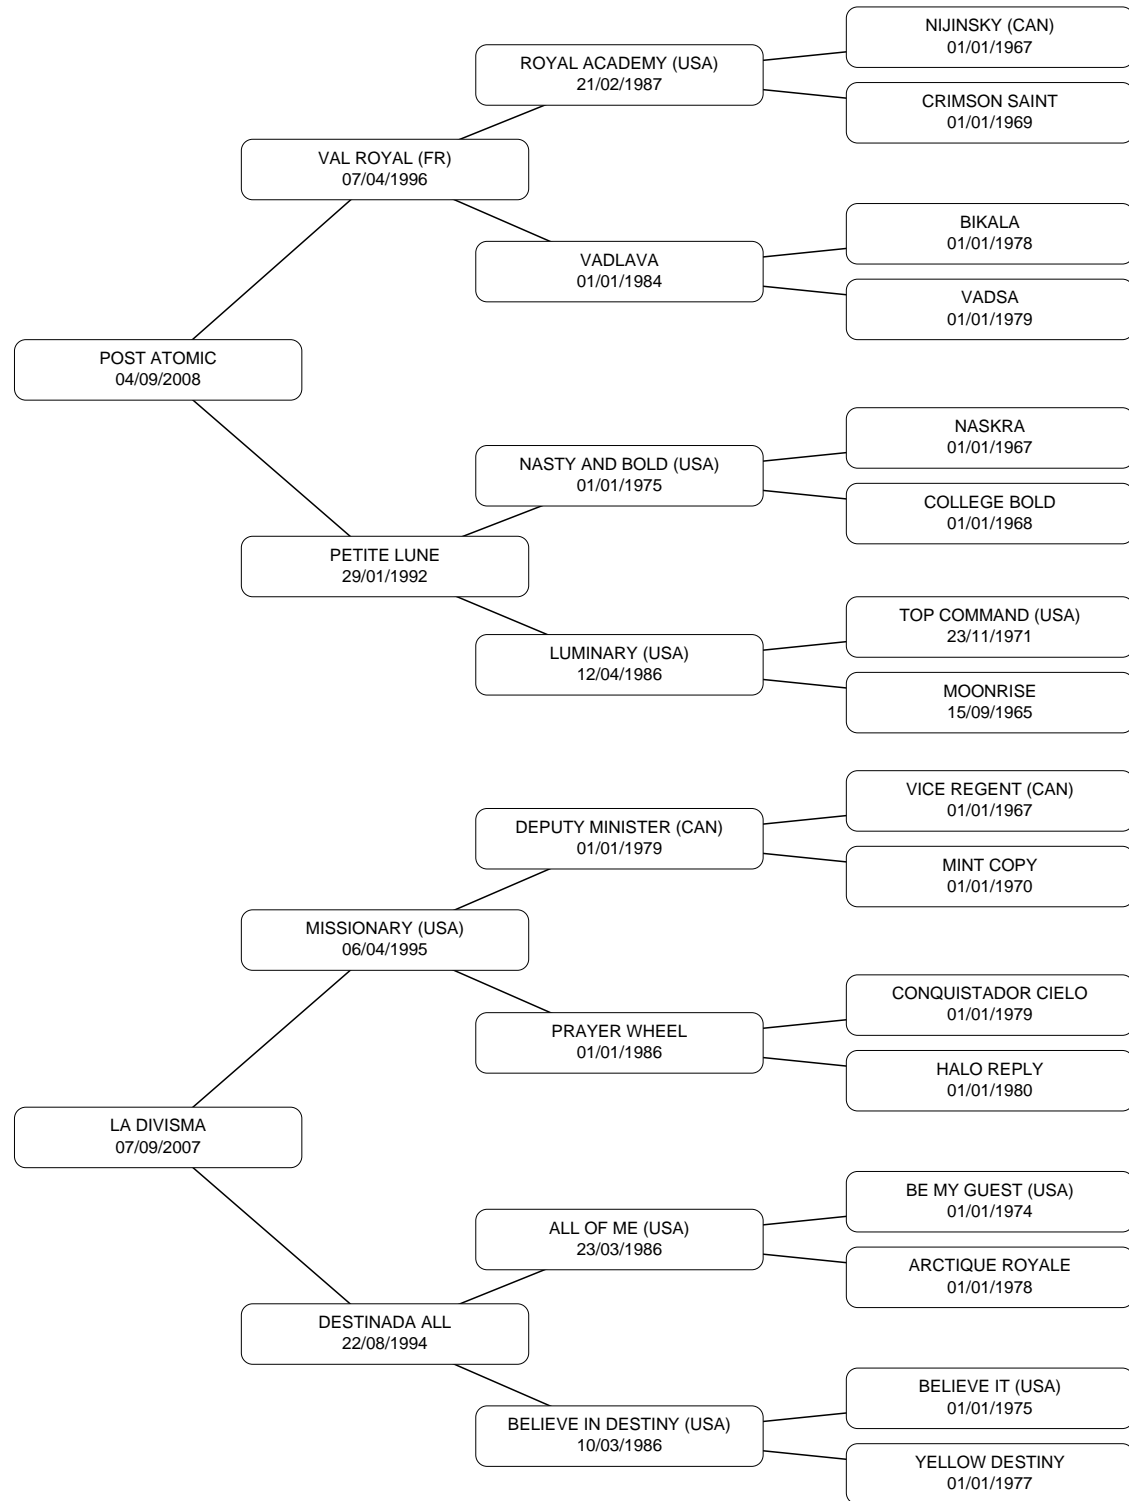 NIJINSKY (CAN)
01/01/1967
ROYAL ACADEMY (USA)
21/02/1987
CRIMSON SAINT
01/01/1969
VAL ROYAL (FR)
07/04/1996
BIKALA
01/01/1978
VADLAVA
01/01/1984
VADSA
01/01/1979
POST ATOMIC
04/09/2008
NASKRA
01/01/1967
NASTY AND BOLD (USA)
01/01/1975
COLLEGE BOLD
01/01/1968
PETITE LUNE
29/01/1992
TOP COMMAND (USA)
23/11/1971
LUMINARY (USA)
12/04/1986
MOONRISE
15/09/1965
VICE REGENT (CAN)
01/01/1967
DEPUTY MINISTER (CAN)
01/01/1979
MINT COPY
01/01/1970
MISSIONARY (USA)
06/04/1995
CONQUISTADOR CIELO
01/01/1979
PRAYER WHEEL
01/01/1986
HALO REPLY
01/01/1980
LA DIVISMA
07/09/2007
BE MY GUEST (USA)
01/01/1974
ALL OF ME (USA)
23/03/1986
ARCTIQUE ROYALE
01/01/1978
DESTINADA ALL
22/08/1994
BELIEVE IT (USA)
01/01/1975
BELIEVE IN DESTINY (USA)
10/03/1986
YELLOW DESTINY
01/01/1977